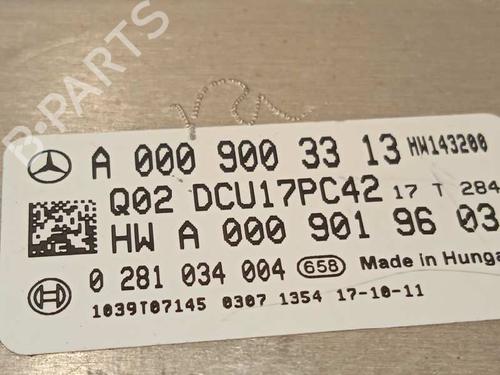 B-PARTS
A 000 900 33 13 HW143200
Q02 DCU17PC42 17 T 284
HW A 000 901 96 03
0 281 034 004 658 Made in Hunga
1039T07145 0307 1354 17-10-11